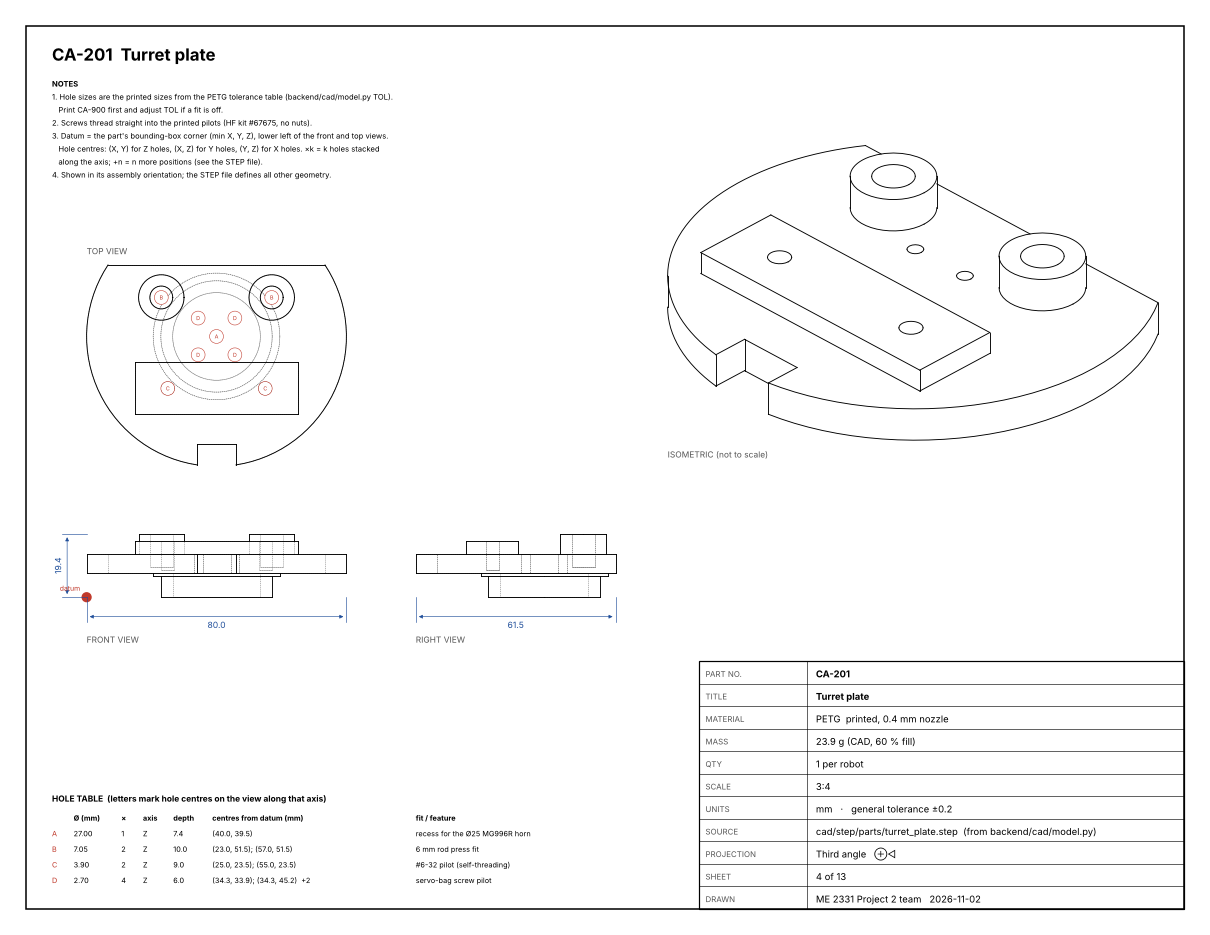 CA-201 Turret plate
NOTES
1. Hole sizes are the printed sizes from the PETG tolerance table (backend/cad/model.py TOL).
Print CA-900 first and adjust TOL if a fit is off.
2. Screws thread straight into the printed pilots (HF kit #67675, no nuts).
3. Datum = the part's bounding-box corner (min X, Y, Z), lower left of the front and top views.
Hole centres: (X, Y) for Z holes, (X, Z) for Y holes, (Y, Z) for X holes. ×k = k holes stacked
along the axis; +n = n more positions (see the STEP file).
4. Shown in its assembly orientation; the STEP file defines all other geometry.
TOP VIEW
B B
D D
A
D D
C C
ISOMETRIC (not to scale)
19.4
datum
80.0
FRONT VIEW
61.5
RIGHT VIEW
PART NO. CA-201
TITLE Turret plate
MATERIAL PETG printed, 0.4 mm nozzle
MASS 23.9 g (CAD, 60 % fill)
QTY 1 per robot
SCALE 3:4
UNITS mm · general tolerance ±0.2
SOURCE cad/step/parts/turret_plate.step (from backend/cad/model.py)
PROJECTION Third angle
SHEET 4 of 13
DRAWN ME 2331 Project 2 team 2026-11-02
HOLE TABLE (letters mark hole centres on the view along that axis)
Ø (mm) × axis depth centres from datum (mm) fit / feature
A 27.00 1 Z 7.4 (40.0, 39.5) recess for the Ø25 MG996R horn
B 7.05 2 Z 10.0 (23.0, 51.5); (57.0, 51.5) 6 mm rod press fit
C 3.90 2 Z 9.0 (25.0, 23.5); (55.0, 23.5) #6-32 pilot (self-threading)
D 2.70 4 Z 6.0 (34.3, 33.9); (34.3, 45.2) +2 servo-bag screw pilot